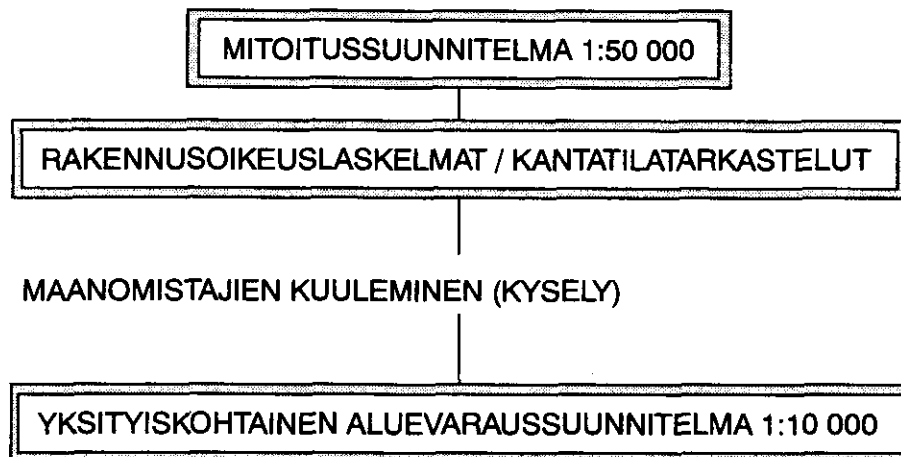 MITOITUSSUUNNITELMA 1:50 000
RAKENNUSOIKEUSLASKELMAT / KANTATILATARKASTELUT
MAANOMISTAJIEN KUULEMINEN (KYSELY)
YKSITYISKOHTAINEN ALUEVARAUSSUUNNITELMA 1:10 000